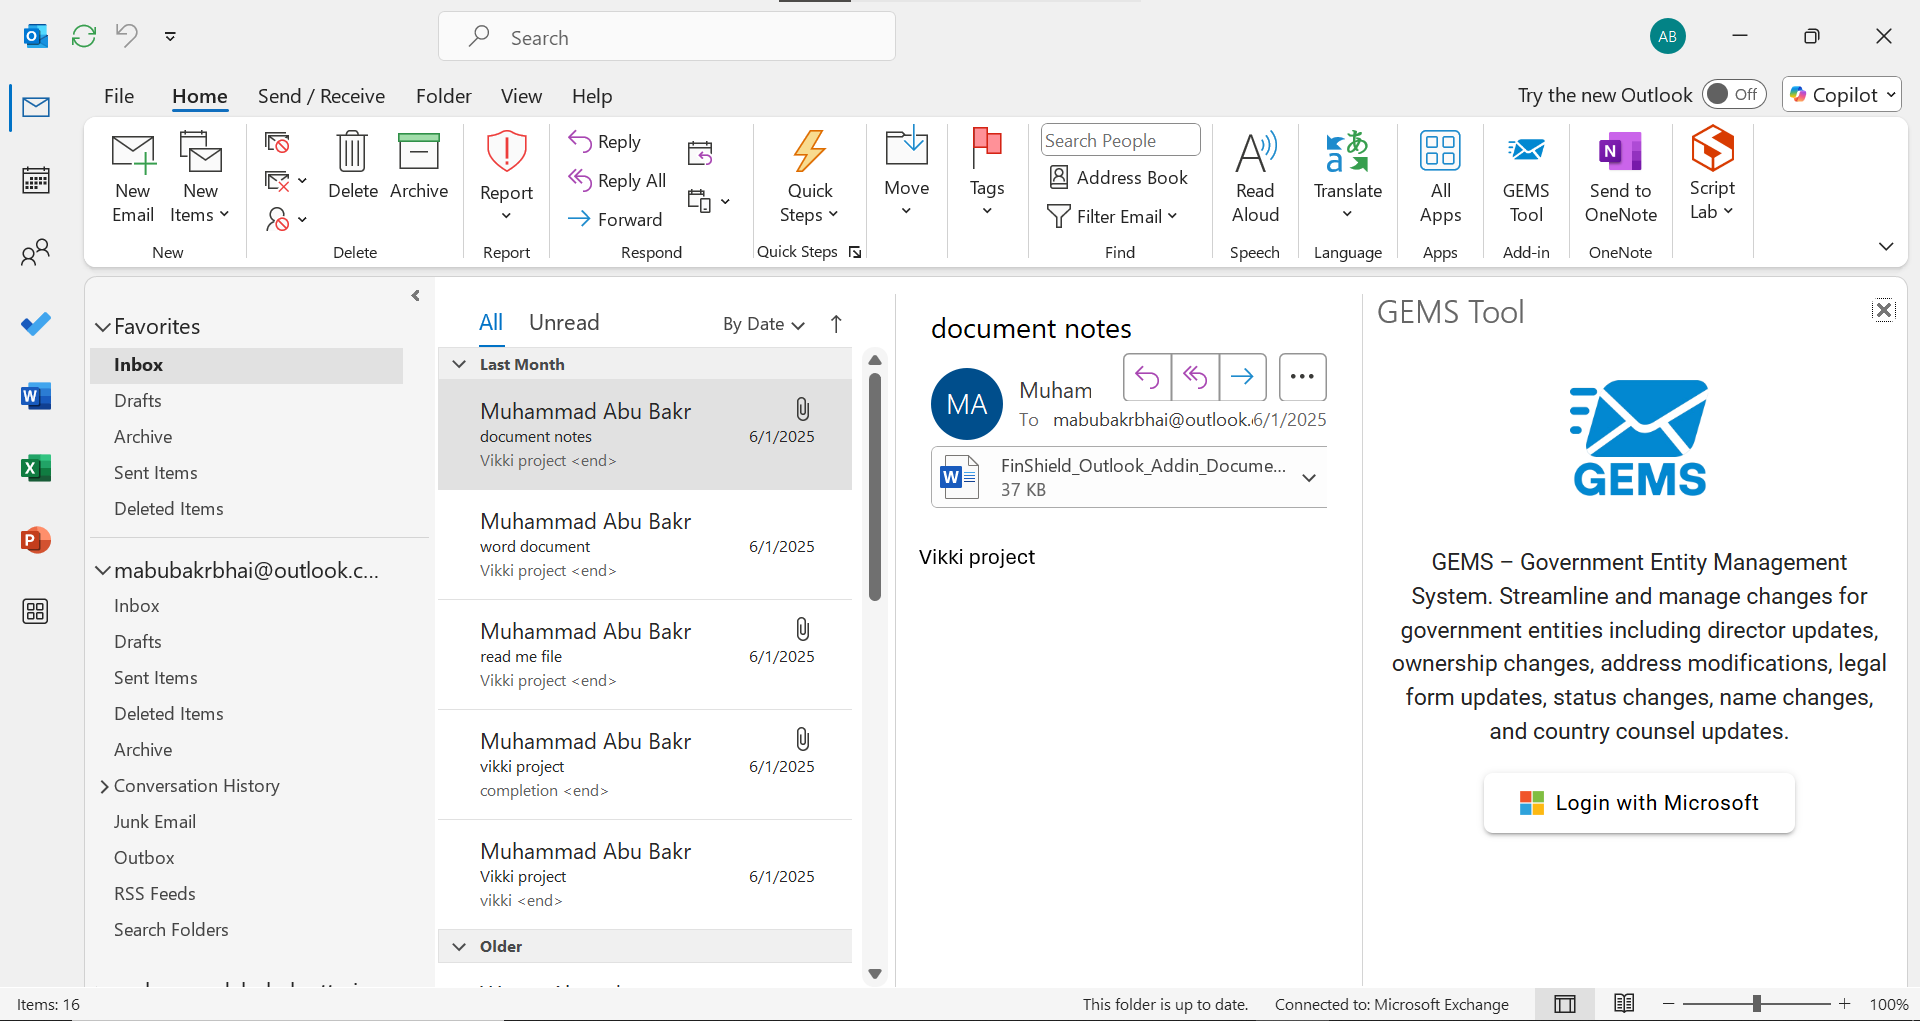 Search
AB
File
Home
Send / Receive
Folder
View
Help
Try the new Outlook
Off
Copilot
New
Email
New
Items
New
Delete
Archive
Delete
Report
Report
Reply
Reply All
Forward
Respond
Quick
Steps
Quick Steps
Move
Tags
Search People
Address Book
Filter Email
Find
Read
Aloud
Speech
Translate
Language
All
Apps
Apps
GEMS
Tool
Add-in
Send to
OneNote
OneNote
Script
Lab
Favorites
Inbox
Drafts
Archive
Sent Items
Deleted Items
mabubakrbhai@outlook.c...
Inbox
Drafts
Sent Items
Deleted Items
Archive
Conversation History
Junk Email
Outbox
RSS Feeds
Search Folders
All
Unread
By Date
Last Month
Muhammad Abu Bakr
document notes
6/1/2025
Vikki project <end>
Muhammad Abu Bakr
word document
6/1/2025
Vikki project <end>
Muhammad Abu Bakr
read me file
6/1/2025
Vikki project <end>
Muhammad Abu Bakr
vikki project
6/1/2025
completion <end>
Muhammad Abu Bakr
Vikki project
6/1/2025
vikki <end>
Older
document notes
MA
Muham
To mabubakrbhai@outlook.
6/1/2025
FinShield_Outlook_Addin_Docume...
37 KB
Vikki project
GEMS Tool
GEMS
GEMS – Government Entity Management
System. Streamline and manage changes for
government entities including director updates,
ownership changes, address modifications, legal
form updates, status changes, name changes,
and country counsel updates.
Login with Microsoft
Items: 16
This folder is up to date.
Connected to: Microsoft Exchange
100%